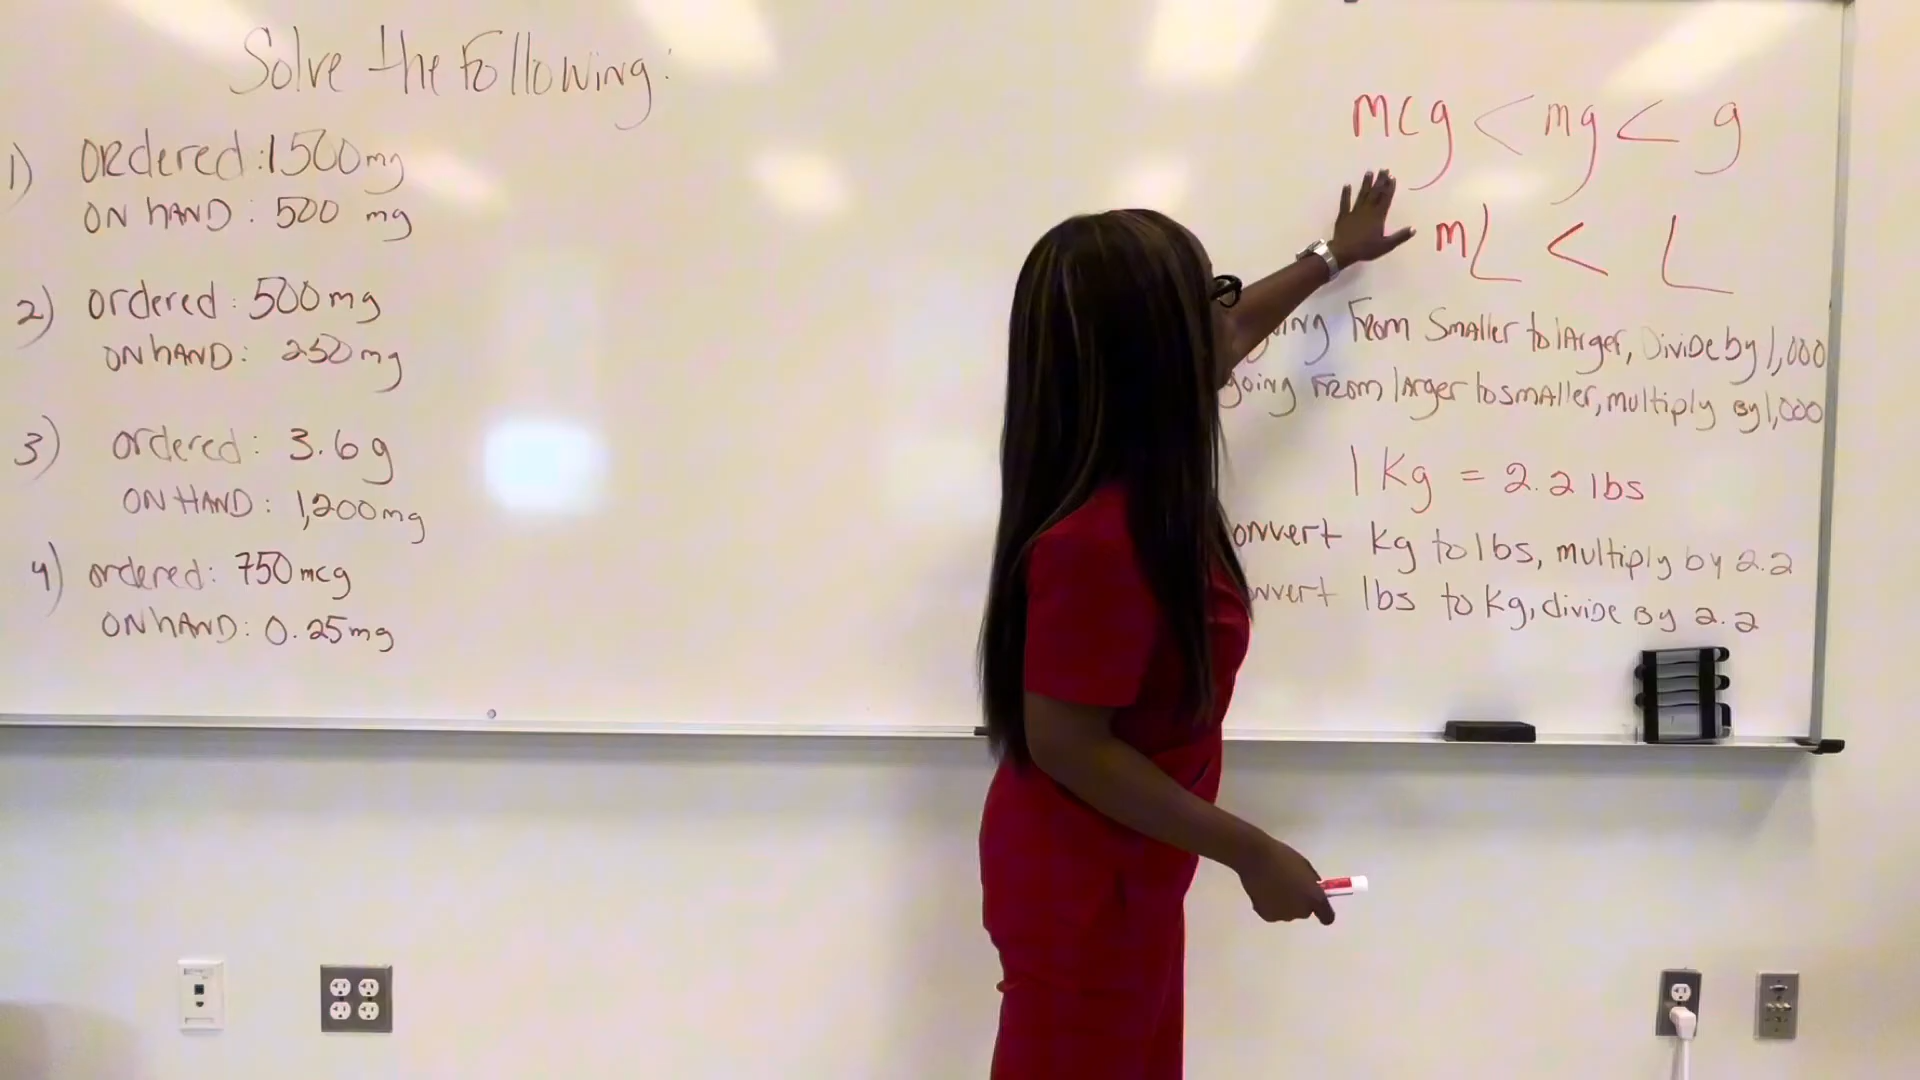 Solve the Following:
1) ORdered: 1500mg
ON hAND: 500 mg
2) ordered: 500mg
ON hAND: 250mg
3) ordered: 3.6g
ON HAND: 1,200mg
4) ordered: 750mcg
ON hAND: 0.25mg
mcg < mg < g
mL < L
From Smaller to lArger, Divide by 1,000
going From larger to smAller, multiply By 1,000
1 Kg = 2.2 lbs
kg to lbs, multiply by 2.2
lbs to kg, divide By 2.2